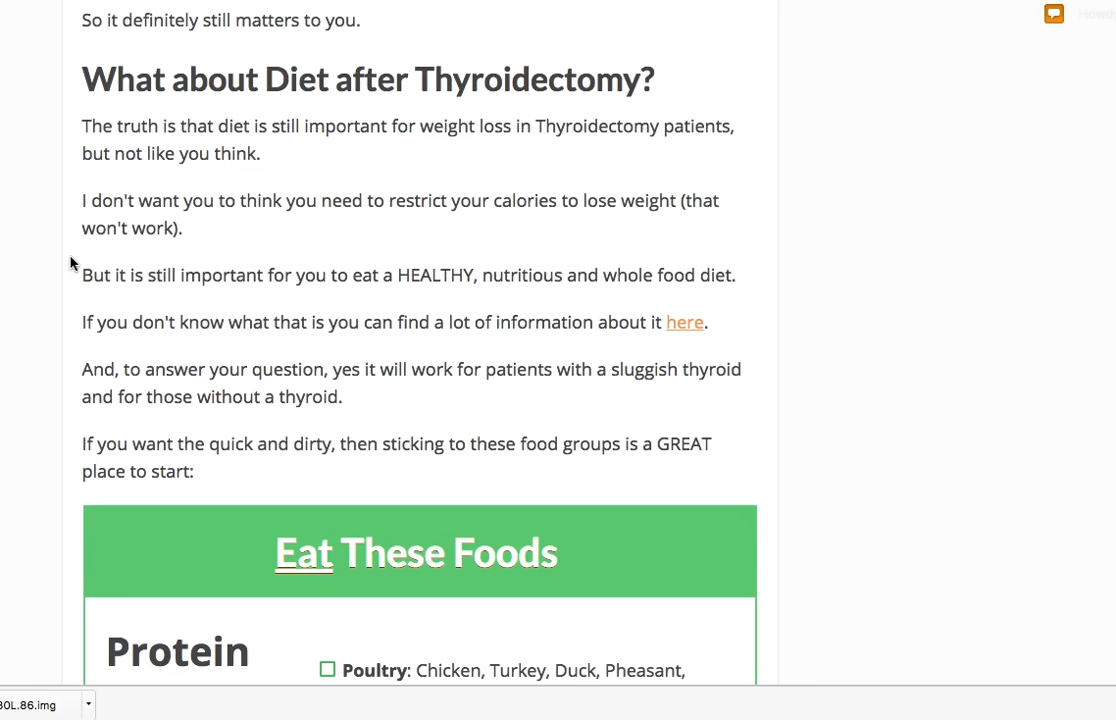 So it definitely still matters to you.
What about Diet after Thyroidectomy?
The truth is that diet is still important for weight loss in Thyroidectomy patients,
but not like you think.
I don't want you to think you need to restrict your calories to lose weight (that
won't work).
But it is still important for you to eat a HEALTHY, nutritious and whole food diet.
If you don't know what that is you can find a lot of information about it here.
And, to answer your question, yes it will work for patients with a sluggish thyroid
and for those without a thyroid.
If you want the quick and dirty, then sticking to these food groups is a GREAT
place to start:
Eat These Foods
Protein
Poultry: Chicken, Turkey, Duck, Pheasant,
30L.86.img